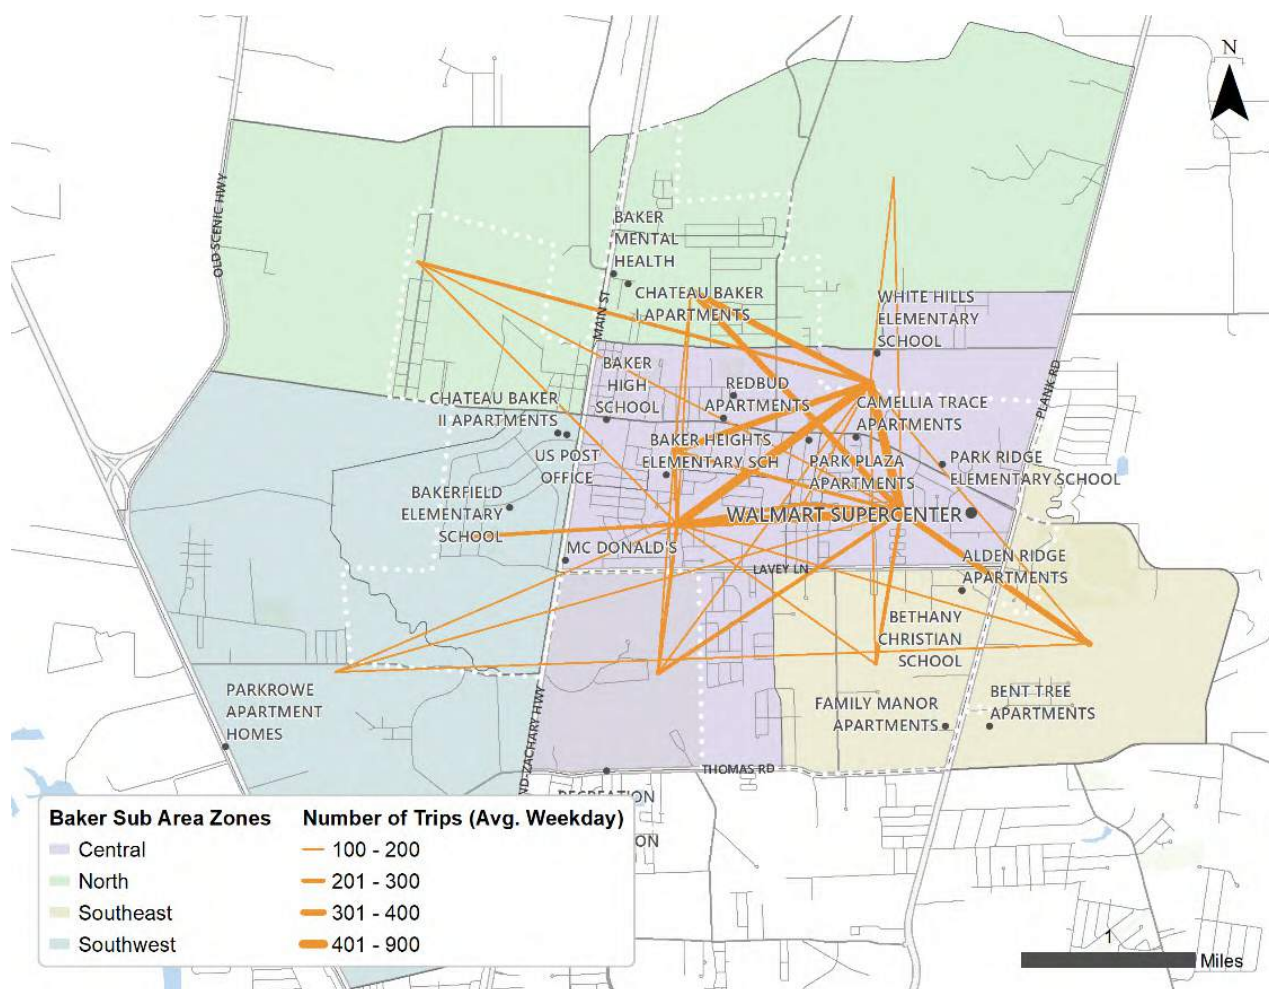 N
OLD SCENIC HWY
MAIN ST
BAKER
MENTAL
HEALTH
CHATEAU BAKER
I APARTMENTS
WHITE HILLS
ELEMENTARY
SCHOOL
PLANK RD
BAKER
HIGH
SCHOOL
REDBUD
APARTMENTS
CHATEAU BAKER
II APARTMENTS
CAMELLIA TRACE
APARTMENTS
US POST
OFFICE
BAKER HEIGHTS
ELEMENTARY SCH
PARK PLAZA
APARTMENTS
PARK RIDGE
ELEMENTARY SCHOOL
BAKERFIELD
ELEMENTARY
SCHOOL
WALMART SUPERCENTER
MC DONALD'S
LAVEY LN
ALDEN RIDGE
APARTMENTS
BETHANY
CHRISTIAN
SCHOOL
PARKROWE
APARTMENT
HOMES
ND-ZACHARY HWY
FAMILY MANOR
APARTMENTS
BENT TREE
APARTMENTS
THOMAS RD
RECREATION
ON
Baker Sub Area Zones
Central
North
Southeast
Southwest
Number of Trips (Avg. Weekday)
100 - 200
201 - 300
301 - 400
401 - 900
1
Miles